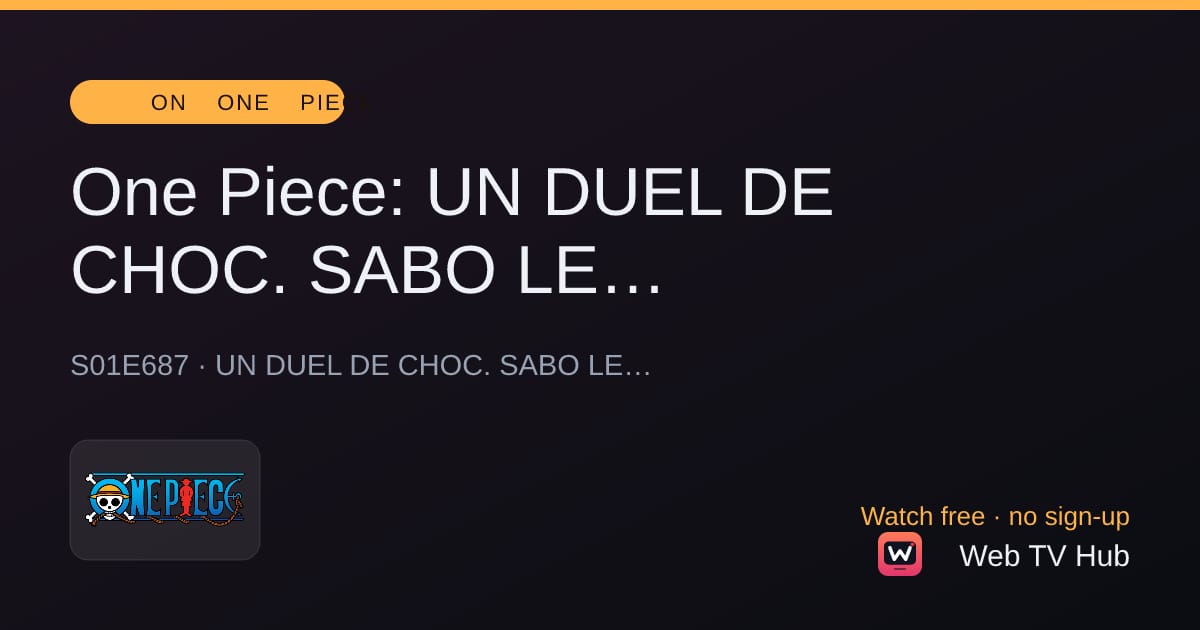 ON ONE PIECE
One Piece: UN DUEL DE
CHOC. SABO LE…
S01E687 · UN DUEL DE CHOC. SABO LE…
ONE PIECE
Watch free · no sign-up
W
Web TV Hub